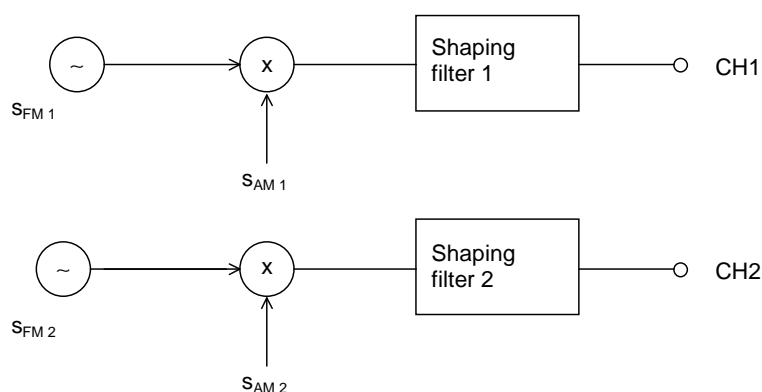 ~
x
Shaping
filter 1
CH1
sFM 1
sAM 1
~
x
Shaping
filter 2
CH2
sFM 2
sAM 2